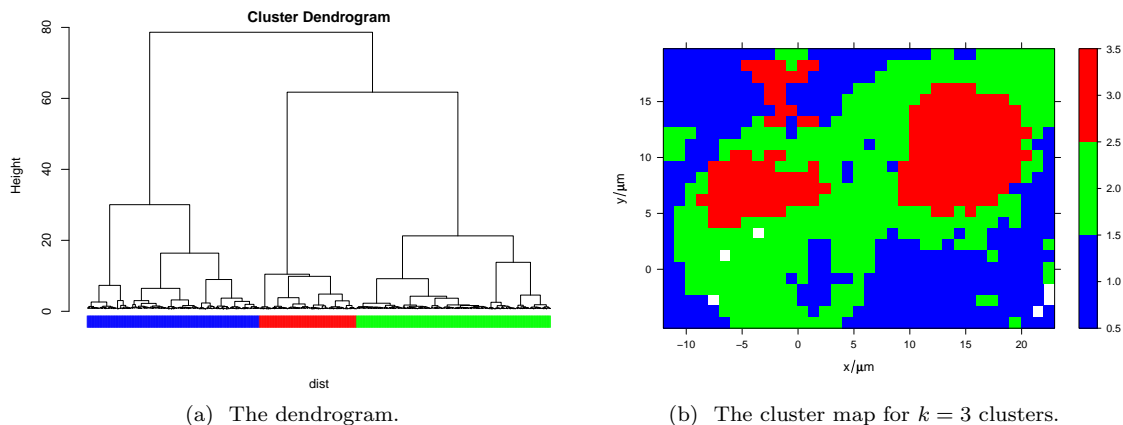 Cluster Dendrogram
80
60
40
20
0
Height
dist
(a) The dendrogram.
15
10
5
0
y/μm
−10 −5 0 5 10 15 20
x/μm
3.5
3.0
2.5
2.0
1.5
1.0
0.5
(b) The cluster map for k = 3 clusters.